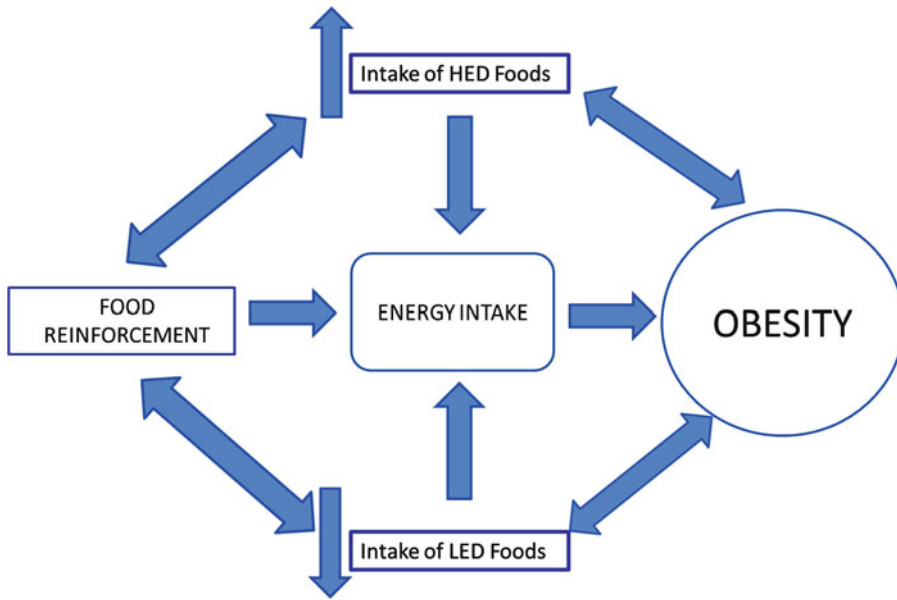 Intake of HED Foods
FOOD
REINFORCEMENT
ENERGY INTAKE
OBESITY
Intake of LED Foods